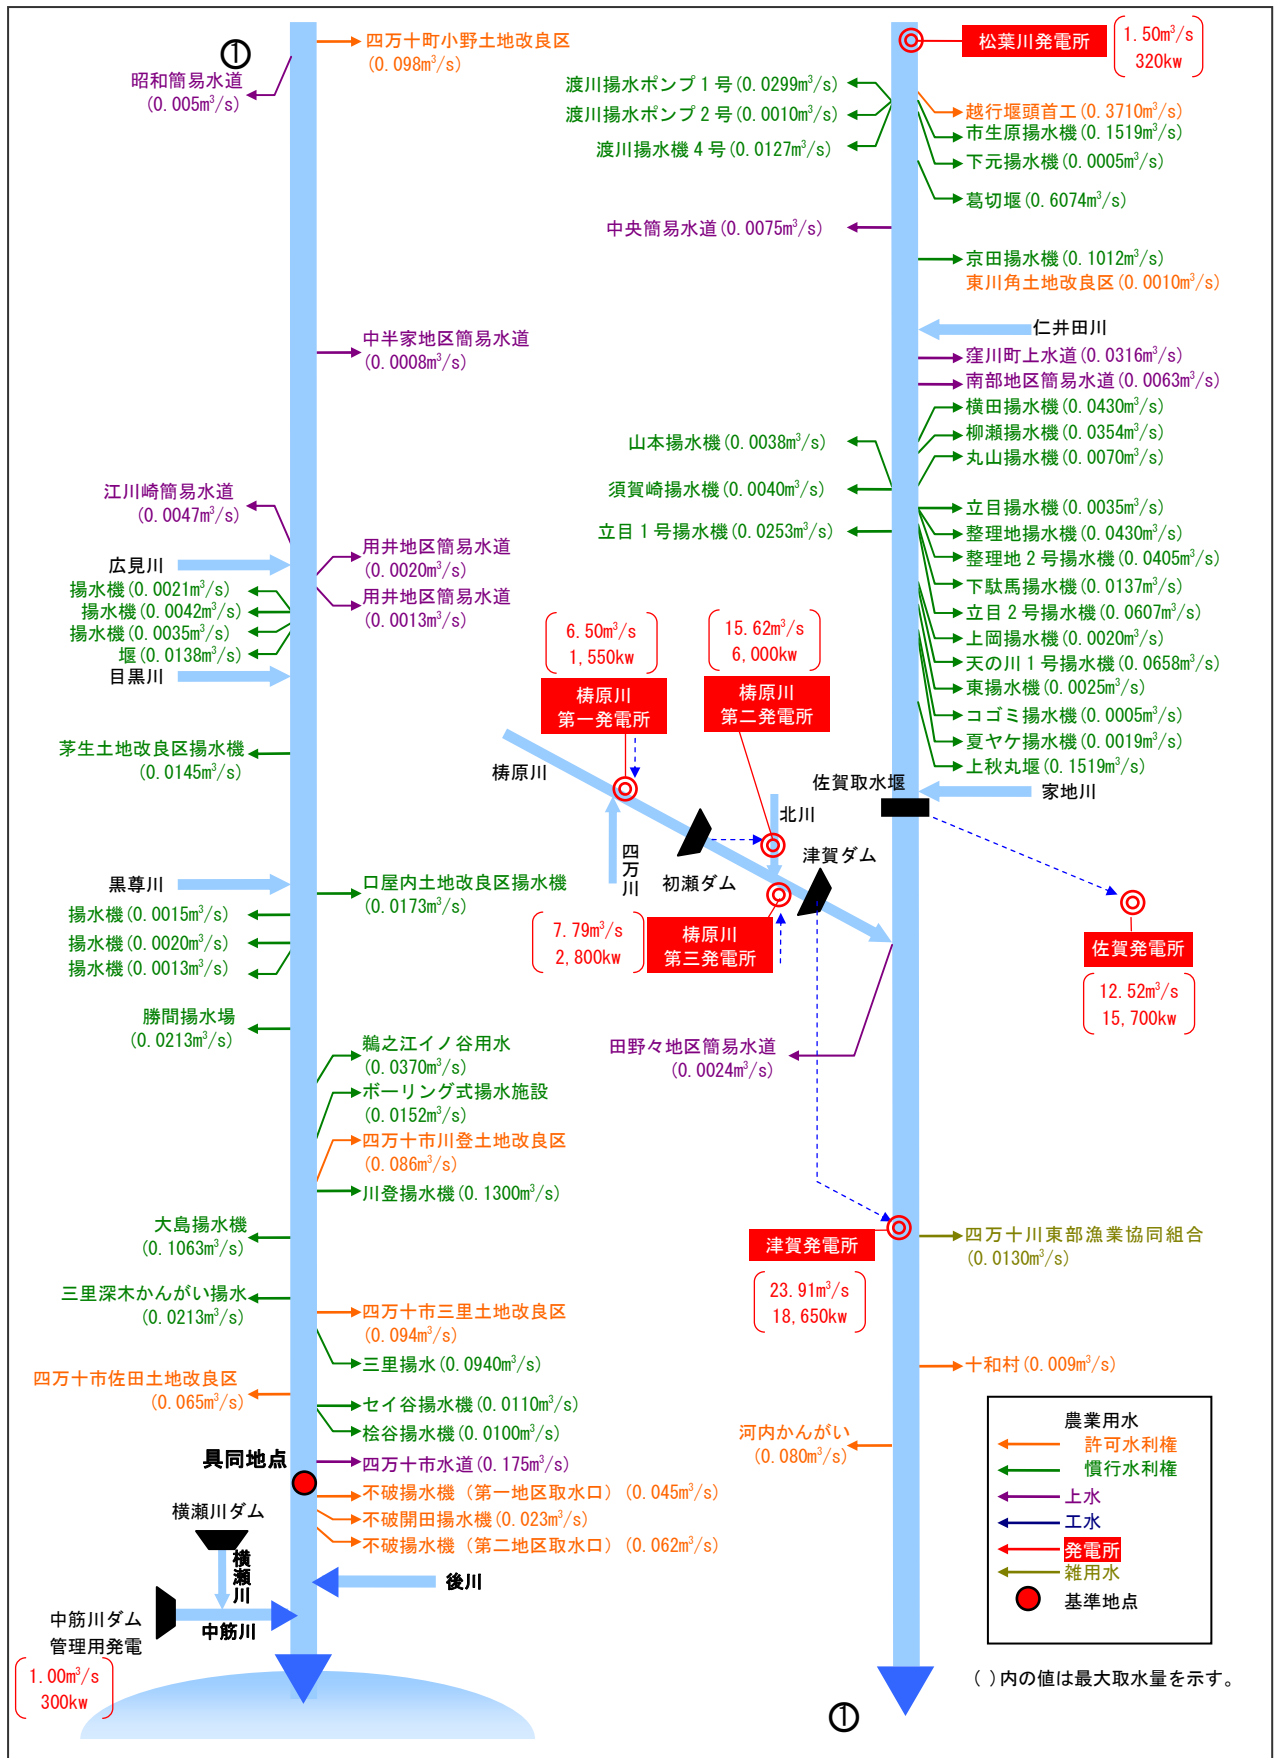 ①
四万十町小野土地改良区
(0.098m³/s)
昭和簡易水道
(0.005m³/s)
中半家地区簡易水道
(0.0008m³/s)
江川崎簡易水道
(0.0047m³/s)
用井地区簡易水道
(0.0020m³/s)
広見川
揚水機(0.0021m³/s)
用井地区簡易水道
(0.0013m³/s)
揚水機(0.0042m³/s)
揚水機(0.0035m³/s)
堰(0.0138m³/s)
目黒川
茅生土地改良区揚水機
(0.0145m³/s)
黒尊川
口屋内土地改良区揚水機
(0.0173m³/s)
揚水機(0.0015m³/s)
揚水機(0.0020m³/s)
揚水機(0.0013m³/s)
勝間揚水場
(0.0213m³/s)
鵜之江イノ谷用水
(0.0370m³/s)
ボーリング式揚水施設
(0.0152m³/s)
四万十市川登土地改良区
(0.086m³/s)
川登揚水機(0.1300m³/s)
大島揚水機
(0.1063m³/s)
三里深木かんがい揚水
(0.0213m³/s)
四万十市三里土地改良区
(0.094m³/s)
三里揚水(0.0940m³/s)
四万十市佐田土地改良区
(0.065m³/s)
セイ谷揚水機(0.0110m³/s)
桧谷揚水機(0.0100m³/s)
具同地点
四万十市水道(0.175m³/s)
不破揚水機（第一地区取水口）(0.045m³/s)
不破開田揚水機(0.023m³/s)
不破揚水機（第二地区取水口）(0.062m³/s)
横瀬川ダム
横瀬川
後川
中筋川ダム
管理用発電
中筋川
1.00m³/s
300kw
松葉川発電所
1.50m³/s
320kw
渡川揚水ポンプ１号(0.0299m³/s)
渡川揚水ポンプ２号(0.0010m³/s)
渡川揚水機４号(0.0127m³/s)
越行堰頭首工(0.3710m³/s)
市生原揚水機(0.1519m³/s)
下元揚水機(0.0005m³/s)
葛切堰(0.6074m³/s)
中央簡易水道(0.0075m³/s)
京田揚水機(0.1012m³/s)
東川角土地改良区(0.0010m³/s)
仁井田川
窪川町上水道(0.0316m³/s)
南部地区簡易水道(0.0063m³/s)
横田揚水機(0.0430m³/s)
柳瀬揚水機(0.0354m³/s)
丸山揚水機(0.0070m³/s)
山本揚水機(0.0038m³/s)
須賀崎揚水機(0.0040m³/s)
立目１号揚水機(0.0253m³/s)
立目揚水機(0.0035m³/s)
整理地揚水機(0.0430m³/s)
整理地２号揚水機(0.0405m³/s)
下駄馬揚水機(0.0137m³/s)
立目２号揚水機(0.0607m³/s)
上岡揚水機(0.0020m³/s)
天の川１号揚水機(0.0658m³/s)
東揚水機(0.0025m³/s)
コゴミ揚水機(0.0005m³/s)
夏ヤケ揚水機(0.0019m³/s)
上秋丸堰(0.1519m³/s)
6.50m³/s
1,550kw
梼原川
第一発電所
15.62m³/s
6,000kw
梼原川
第二発電所
梼原川
四万川
初瀬ダム
北川
津賀ダム
佐賀取水堰
家地川
7.79m³/s
2,800kw
梼原川
第三発電所
佐賀発電所
12.52m³/s
15,700kw
田野々地区簡易水道
(0.0024m³/s)
津賀発電所
23.91m³/s
18,650kw
四万十川東部漁業協同組合
(0.0130m³/s)
十和村(0.009m³/s)
河内かんがい
(0.080m³/s)
農業用水
許可水利権
慣行水利権
上水
工水
発電所
雑用水
基準地点
( )内の値は最大取水量を示す。
①